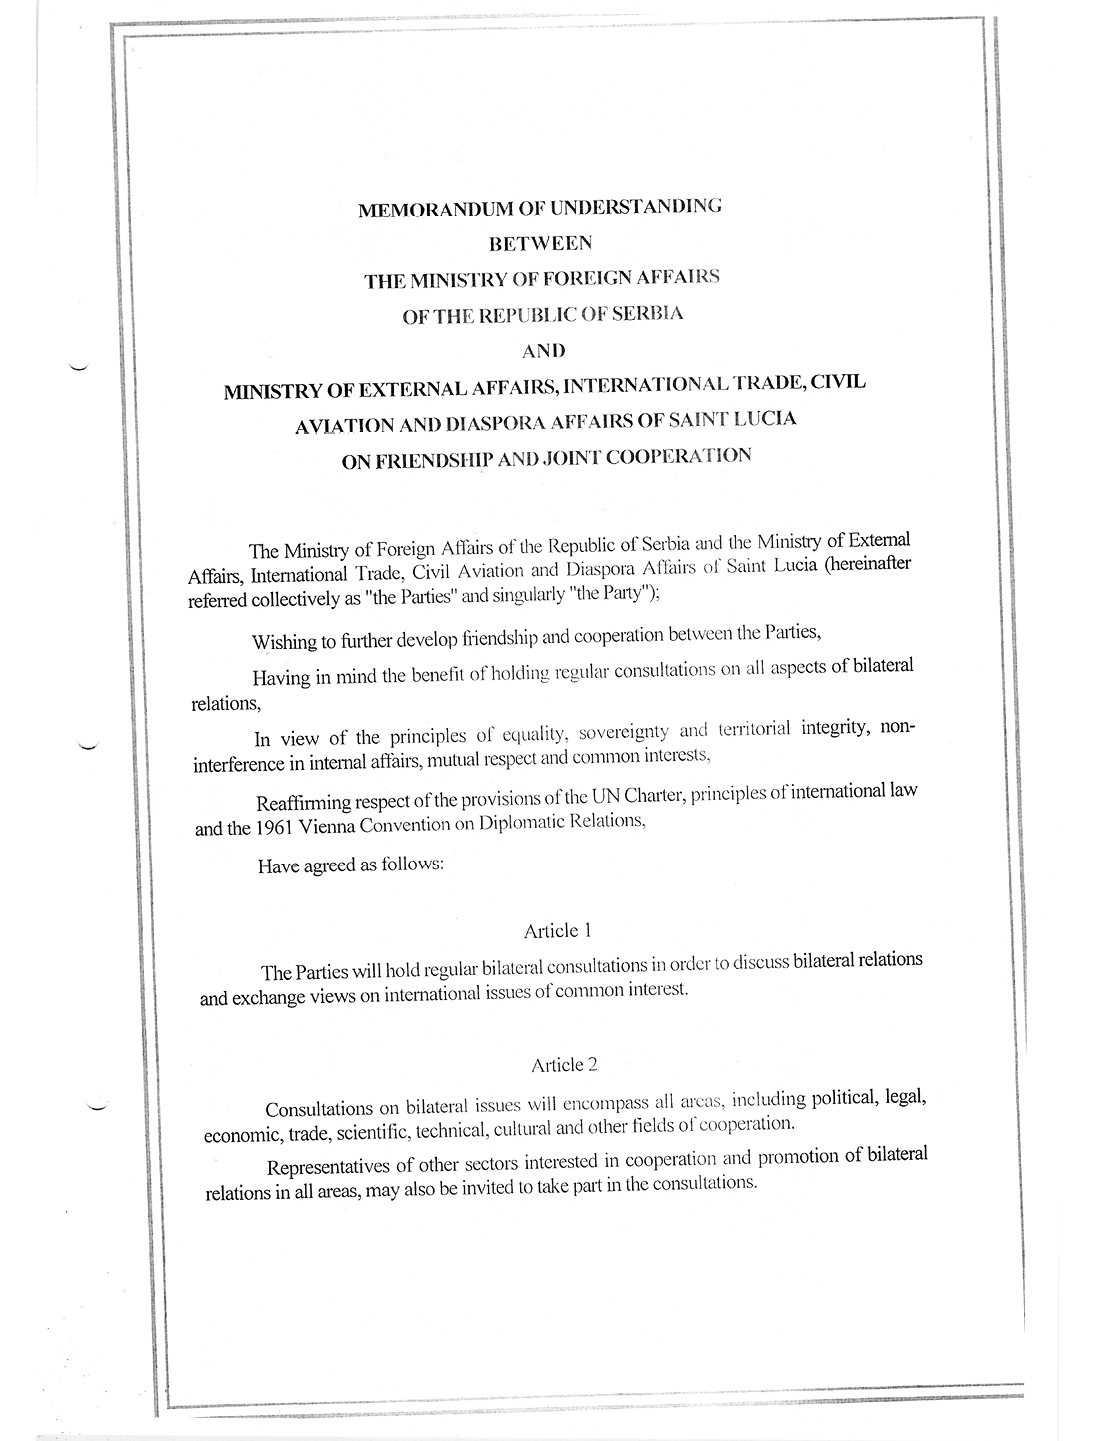 MEMORANDUM OF UNDERSTANDING
BETWEEN
THE MINISTRY OF FOREIGN AFFAIRS
OF THE REPUBLIC OF SERBIA
AND
MINISTRY OF EXTERNAL AFFAIRS, INTERNATIONAL TRADE, CIVIL
AVIATION AND DIASPORA AFFAIRS OF SAINT LUCIA
ON FRIENDSHIP AND JOINT COOPERATION
The Ministry of Foreign Affairs of the Republic of Serbia and the Ministry of External
Affairs, International Trade, Civil Aviation and Diaspora Affairs of Saint Lucia (hereinafter
referred collectively as "the Parties" and singularly "the Party");
Wishing to further develop friendship and cooperation between the Parties,
Having in mind the benefit of holding regular consultations on all aspects of bilateral
relations,
In view of the principles of equality, sovereignty and territorial integrity, non-
interference in internal affairs, mutual respect and common interests,
Reaffirming respect of the provisions of the UN Charter, principles of international law
and the 1961 Vienna Convention on Diplomatic Relations,
Have agreed as follows:
Article 1
The Parties will hold regular bilateral consultations in order to discuss bilateral relations
and exchange views on international issues of common interest.
Article 2
Consultations on bilateral issues will encompass all areas, including political, legal,
economic, trade, scientific, technical, cultural and other fields of cooperation.
Representatives of other sectors interested in cooperation and promotion of bilateral
relations in all areas, may also be invited to take part in the consultations.